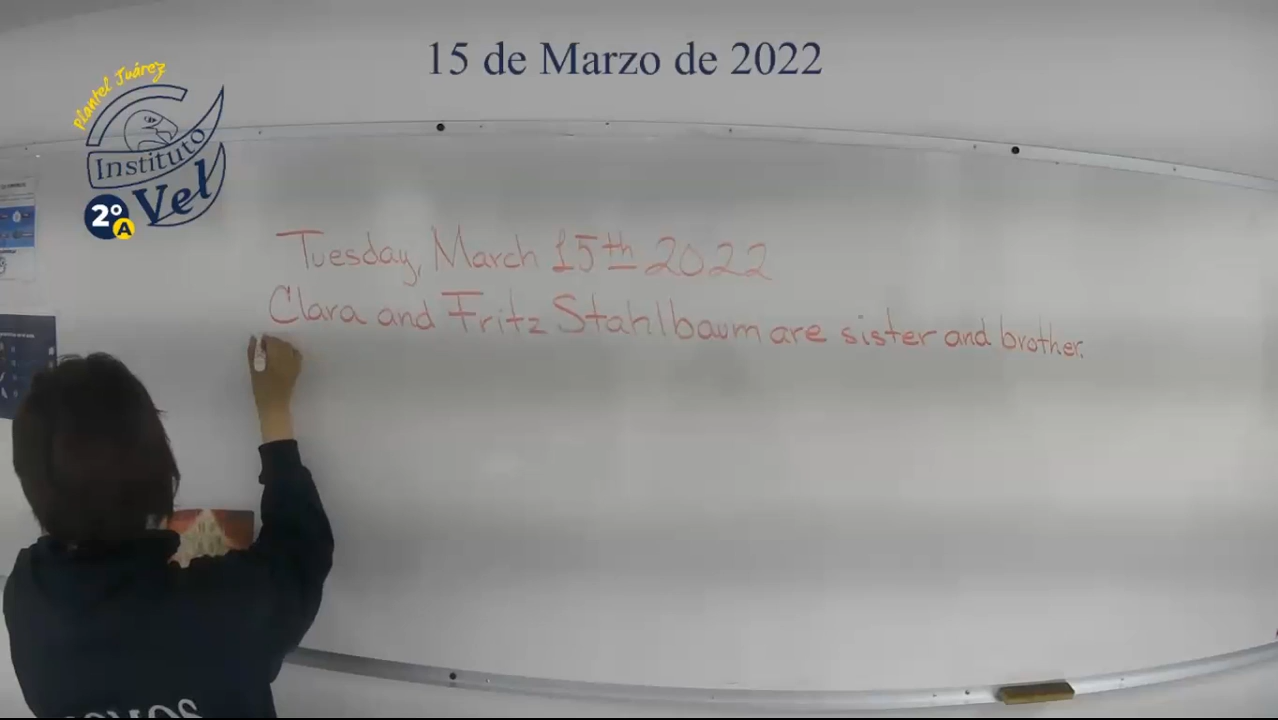 15 de Marzo de 2022
Plantel Juárez
Instituto
Vel
2º
A
Tuesday, March 15th 2022
Clara and Fritz Stahlbaum are sister and brother.